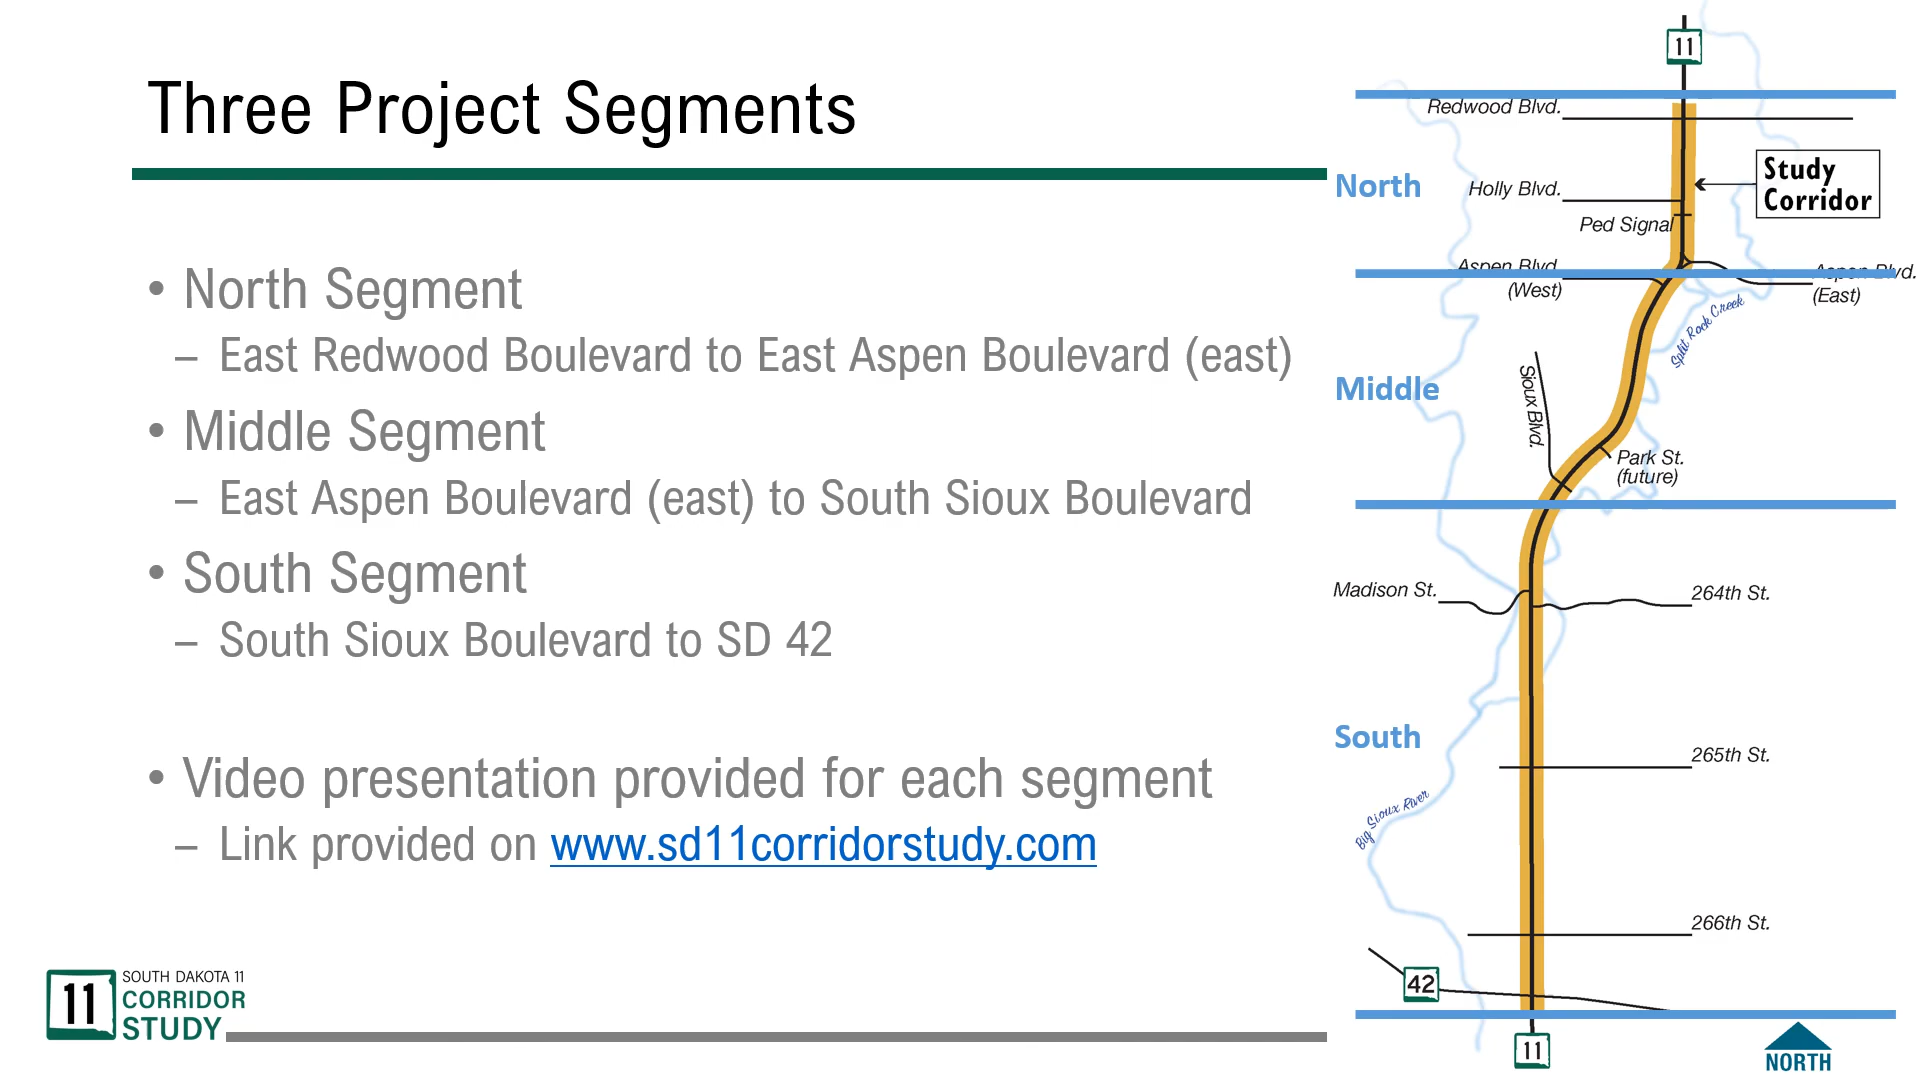 Three Project Segments
• North Segment
– East Redwood Boulevard to East Aspen Boulevard (east)
• Middle Segment
– East Aspen Boulevard (east) to South Sioux Boulevard
• South Segment
– South Sioux Boulevard to SD 42
• Video presentation provided for each segment
– Link provided on www.sd11corridorstudy.com
11
SOUTH DAKOTA 11
CORRIDOR
STUDY
11
Redwood Blvd.
Study
Corridor
North
Holly Blvd.
Ped Signal
Aspen Blvd.
(West)
Aspen Blvd.
(East)
Split Rock Creek
Middle
Sioux Blvd.
Park St.
(future)
Madison St.
264th St.
South
265th St.
Big Sioux River
266th St.
42
11
NORTH